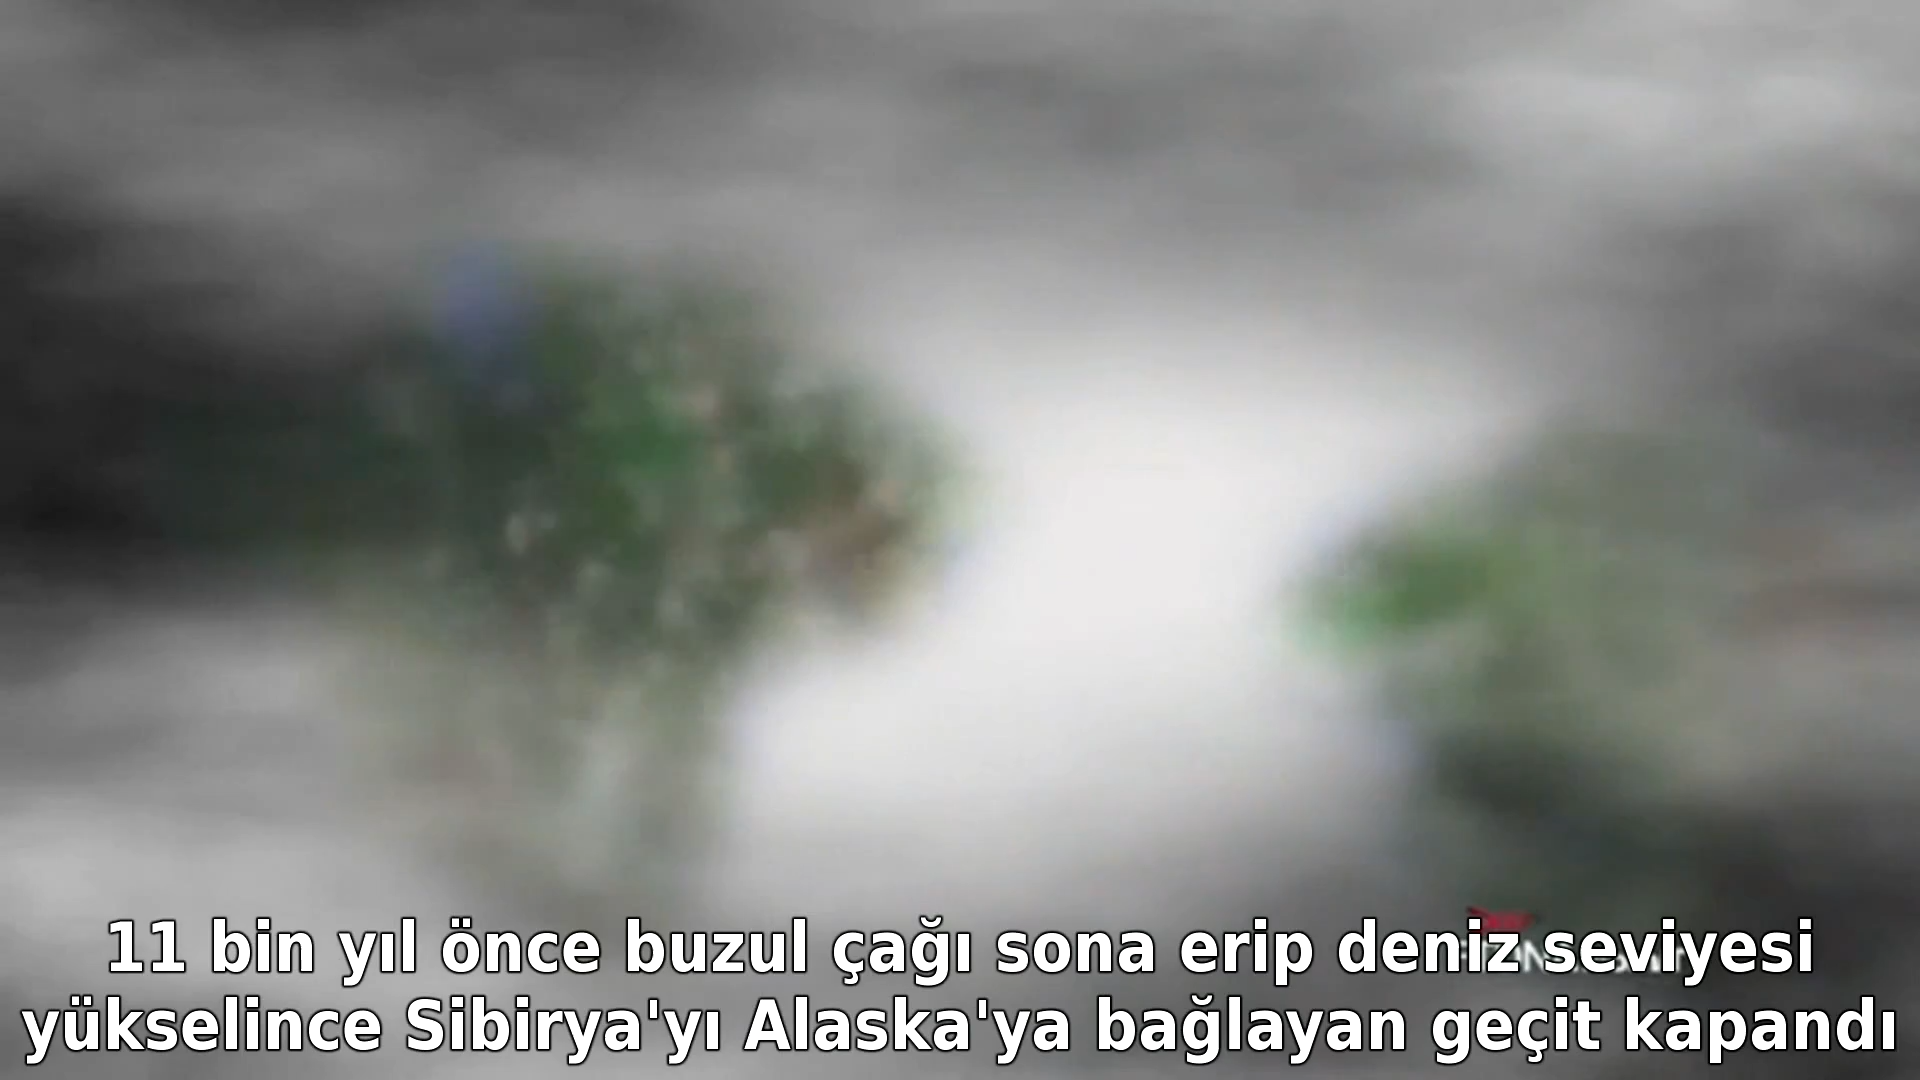 11 bin yıl önce buzul çağı sona erip deniz seviyesi
yükselince Sibirya'yı Alaska'ya bağlayan geçit kapandı